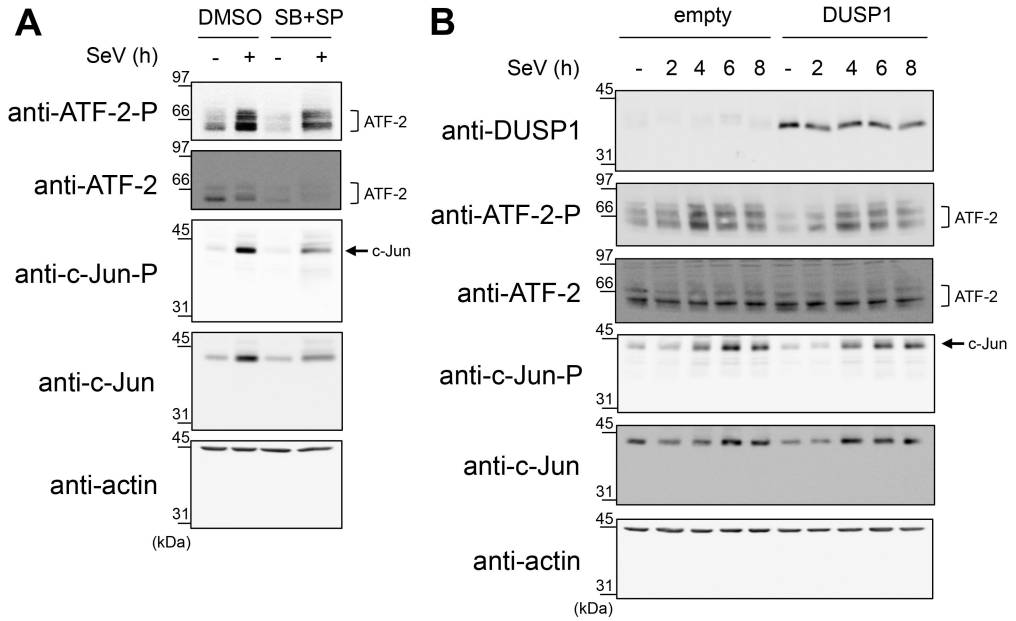 A
DMSO SB+SP
SeV (h) - + - +
97
anti-ATF-2-P 66 ATF-2
97
anti-ATF-2 66 ATF-2
45
anti-c-Jun-P c-Jun
31
45
anti-c-Jun
31
45
anti-actin
31
(kDa)
B
empty DUSP1
SeV (h) - 2 4 6 8 - 2 4 6 8
45
anti-DUSP1
31
97
anti-ATF-2-P 66 ATF-2
97
anti-ATF-2 66 ATF-2
45
c-Jun
anti-c-Jun-P
31
45
anti-c-Jun
31
45
anti-actin
31
(kDa)